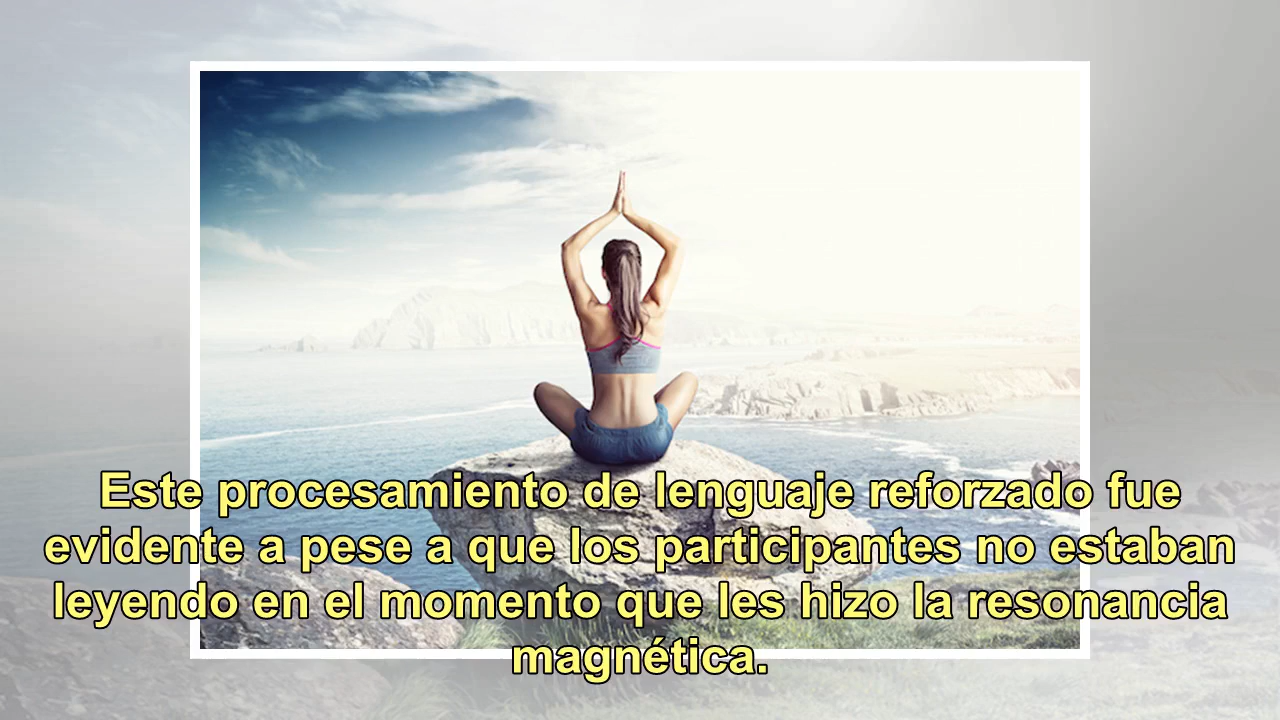 Este procesamiento de lenguaje reforzado fue
evidente a pese a que los participantes no estaban
leyendo en el momento que les hizo la resonancia
magnética.